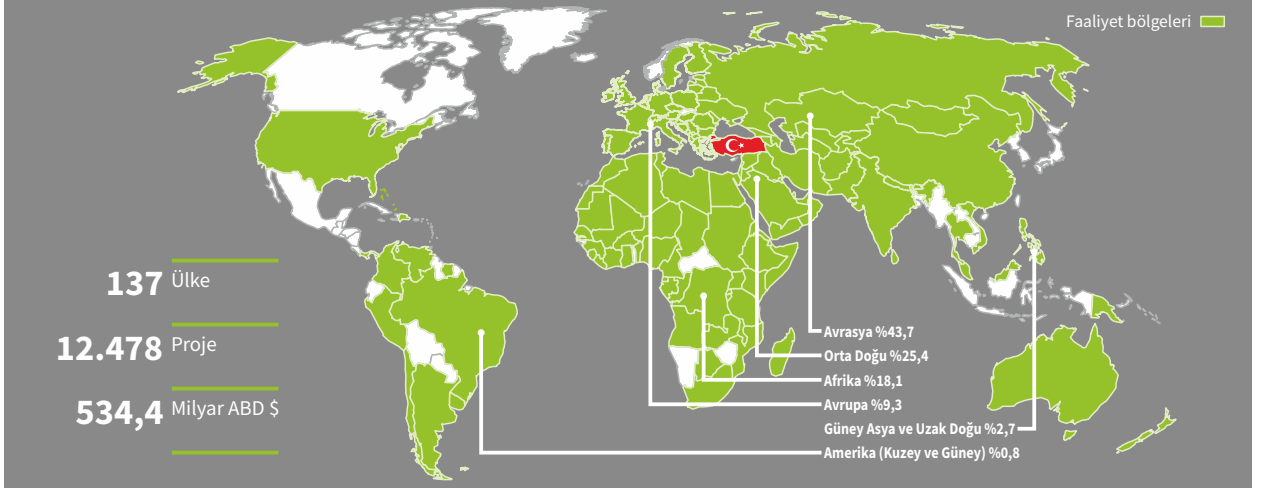 Faaliyet bölgeleri
137 Ülke
12.478 Proje
534,4 Milyar ABD $
Avrasya %43,7
Orta Doğu %25,4
Afrika %18,1
Avrupa %9,3
Güney Asya ve Uzak Doğu %2,7
Amerika (Kuzey ve Güney) %0,8